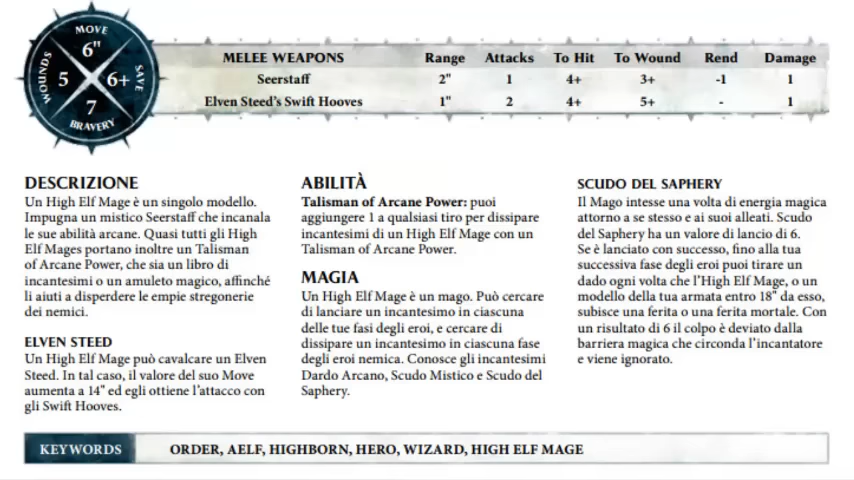 MOVE
6"
WOUNDS
5
6+
SAVE
7
BRAVERY
MELEE WEAPONS Range Attacks To Hit To Wound Rend Damage
Seerstaff 2" 1 4+ 3+ -1 1
Elven Steed's Swift Hooves 1" 2 4+ 5+ - 1
DESCRIZIONE
Un High Elf Mage è un singolo modello.
Impugna un mistico Seerstaff che incanala
le sue abilità arcane. Quasi tutti gli High
Elf Mages portano inoltre un Talisman
of Arcane Power, che sia un libro di
incantesimi o un amuleto magico, affinché
li aiuti a disperdere le empie stregonerie
dei nemici.
ELVEN STEED
Un High Elf Mage può cavalcare un Elven
Steed. In tal caso, il valore del suo Move
aumenta a 14" ed egli ottiene l'attacco con
gli Swift Hooves.
ABILITÀ
Talisman of Arcane Power: puoi
aggiungere 1 a qualsiasi tiro per dissipare
incantesimi di un High Elf Mage con un
Talisman of Arcane Power.
MAGIA
Un High Elf Mage è un mago. Può cercare
di lanciare un incantesimo in ciascuna
delle tue fasi degli eroi, e cercare di
dissipare un incantesimo in ciascuna fase
degli eroi nemica. Conosce gli incantesimi
Dardo Arcano, Scudo Mistico e Scudo del
Saphery.
SCUDO DEL SAPHERY
Il Mago intesse una volta di energia magica
attorno a se stesso e ai suoi alleati. Scudo
del Saphery ha un valore di lancio di 6.
Se è lanciato con successo, fino alla tua
successiva fase degli eroi puoi tirare un
dado ogni volta che l'High Elf Mage, o un
modello della tua armata entro 18" da esso,
subisce una ferita o una ferita mortale. Con
un risultato di 6 il colpo è deviato dalla
barriera magica che circonda l'incantatore
e viene ignorato.
KEYWORDS ORDER, AELF, HIGHBORN, HERO, WIZARD, HIGH ELF MAGE